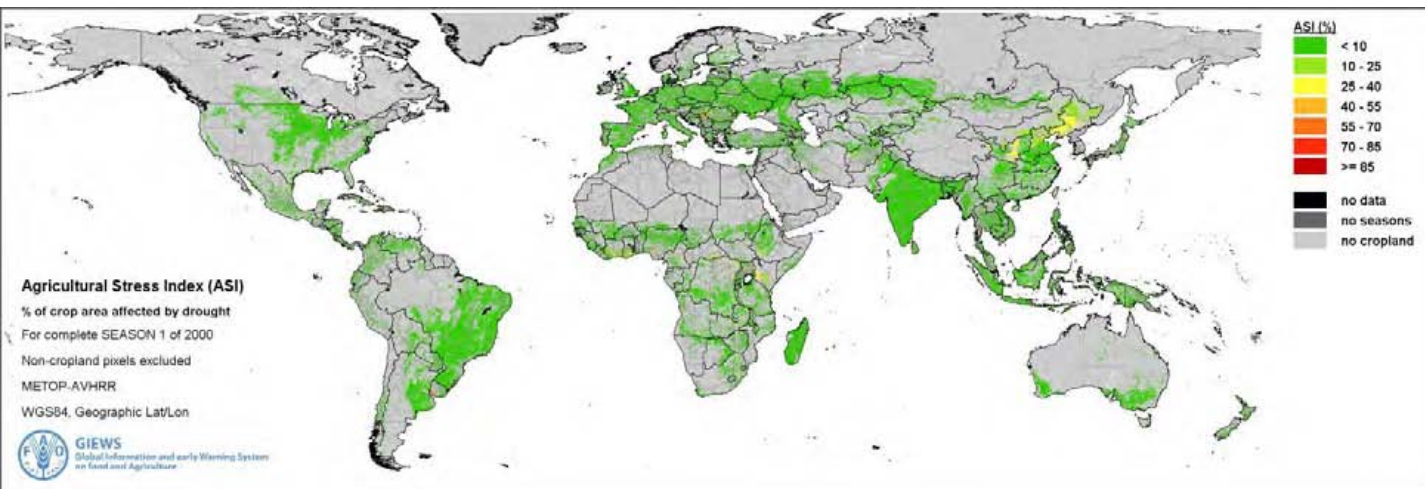 ASI (%)
< 10
10 - 25
25 - 40
40 - 55
55 - 70
70 - 85
>= 85
no data
no seasons
no cropland
Agricultural Stress Index (ASI)
% of crop area affected by drought
For complete SEASON 1 of 2000
Non-cropland pixels excluded
METOP-AVHRR
WGS84, Geographic Lat/Lon
F A O
GIEWS
Global Information and early Warning System
on food and Agriculture